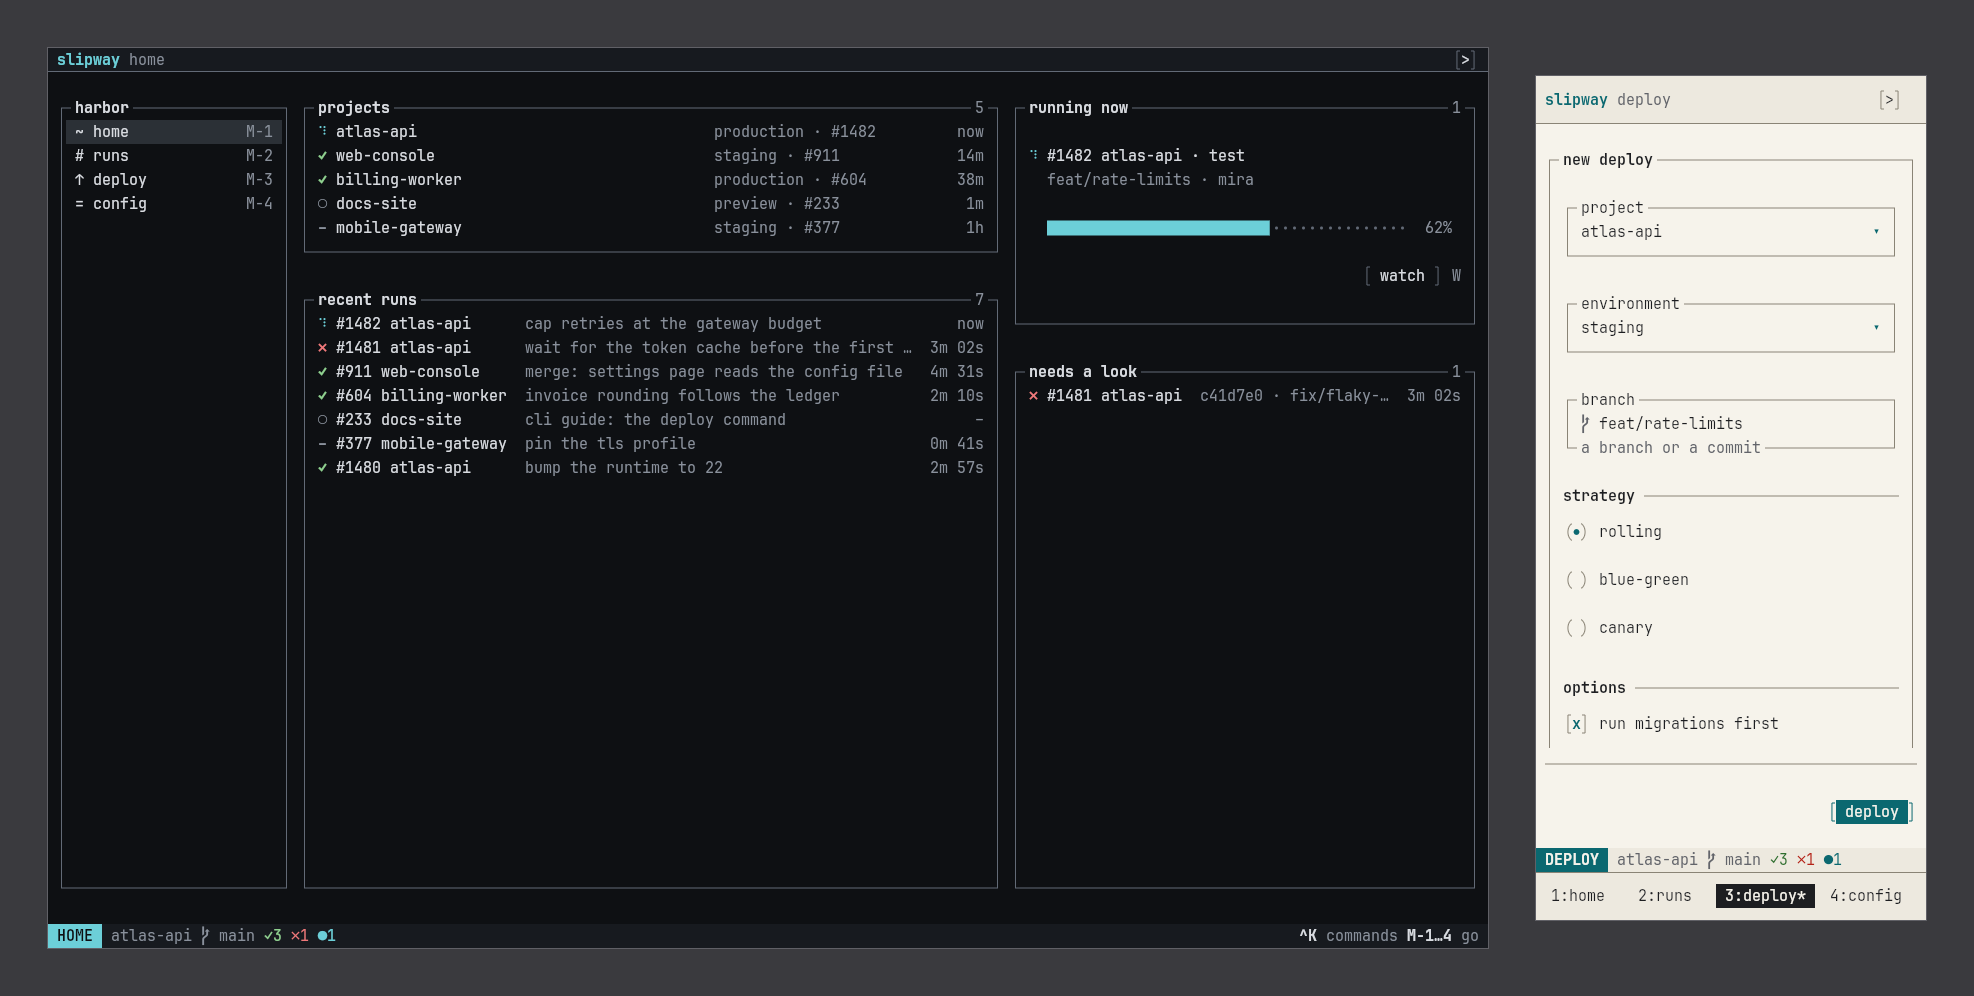 slipway home [>]
harbor
~ home M-1
# runs M-2
↑ deploy M-3
= config M-4
projects 5
atlas-api production · #1482 now
✓ web-console staging · #911 14m
✓ billing-worker production · #604 38m
○ docs-site preview · #233 1m
– mobile-gateway staging · #377 1h
recent runs 7
#1482 atlas-api cap retries at the gateway budget now
✕ #1481 atlas-api wait for the token cache before the first … 3m 02s
✓ #911 web-console merge: settings page reads the config file 4m 31s
✓ #604 billing-worker invoice rounding follows the ledger 2m 10s
○ #233 docs-site cli guide: the deploy command –
– #377 mobile-gateway pin the tls profile 0m 41s
✓ #1480 atlas-api bump the runtime to 22 2m 57s
running now 1
#1482 atlas-api · test
feat/rate-limits · mira
62%
[ watch ] W
needs a look 1
✕ #1481 atlas-api c41d7e0 · fix/flaky-… 3m 02s
HOME atlas-api main ✓3 ✕1 ●1
^K commands M-1…4 go
slipway deploy [>]
new deploy
project
atlas-api ▾
environment
staging ▾
branch
feat/rate-limits
a branch or a commit
strategy
(•) rolling
( ) blue-green
( ) canary
options
[x] run migrations first
[ deploy ]
DEPLOY atlas-api main ✓3 ✕1 ●1
1:home 2:runs 3:deploy* 4:config